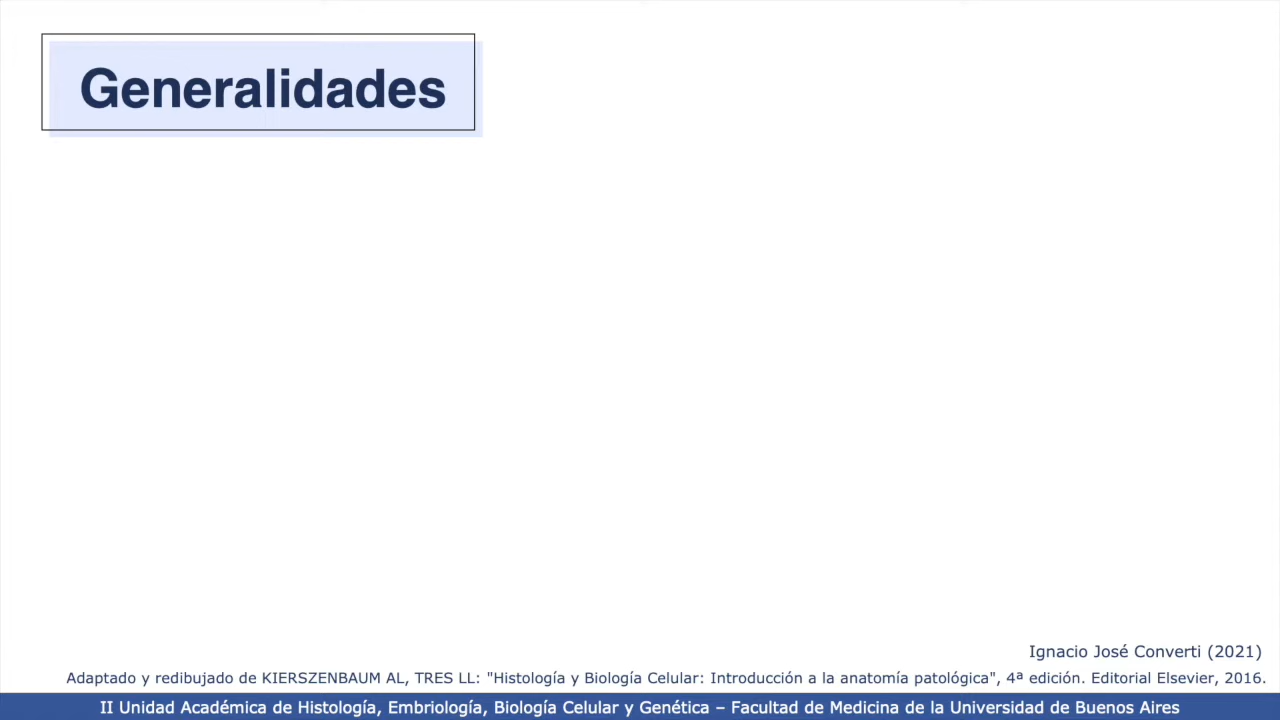 Generalidades
Ignacio José Converti (2021)
Adaptado y redibujado de KIERSZENBAUM AL, TRES LL: "Histología y Biología Celular: Introducción a la anatomía patológica", 4ª edición. Editorial Elsevier, 2016.
II Unidad Académica de Histología, Embriología, Biología Celular y Genética – Facultad de Medicina de la Universidad de Buenos Aires